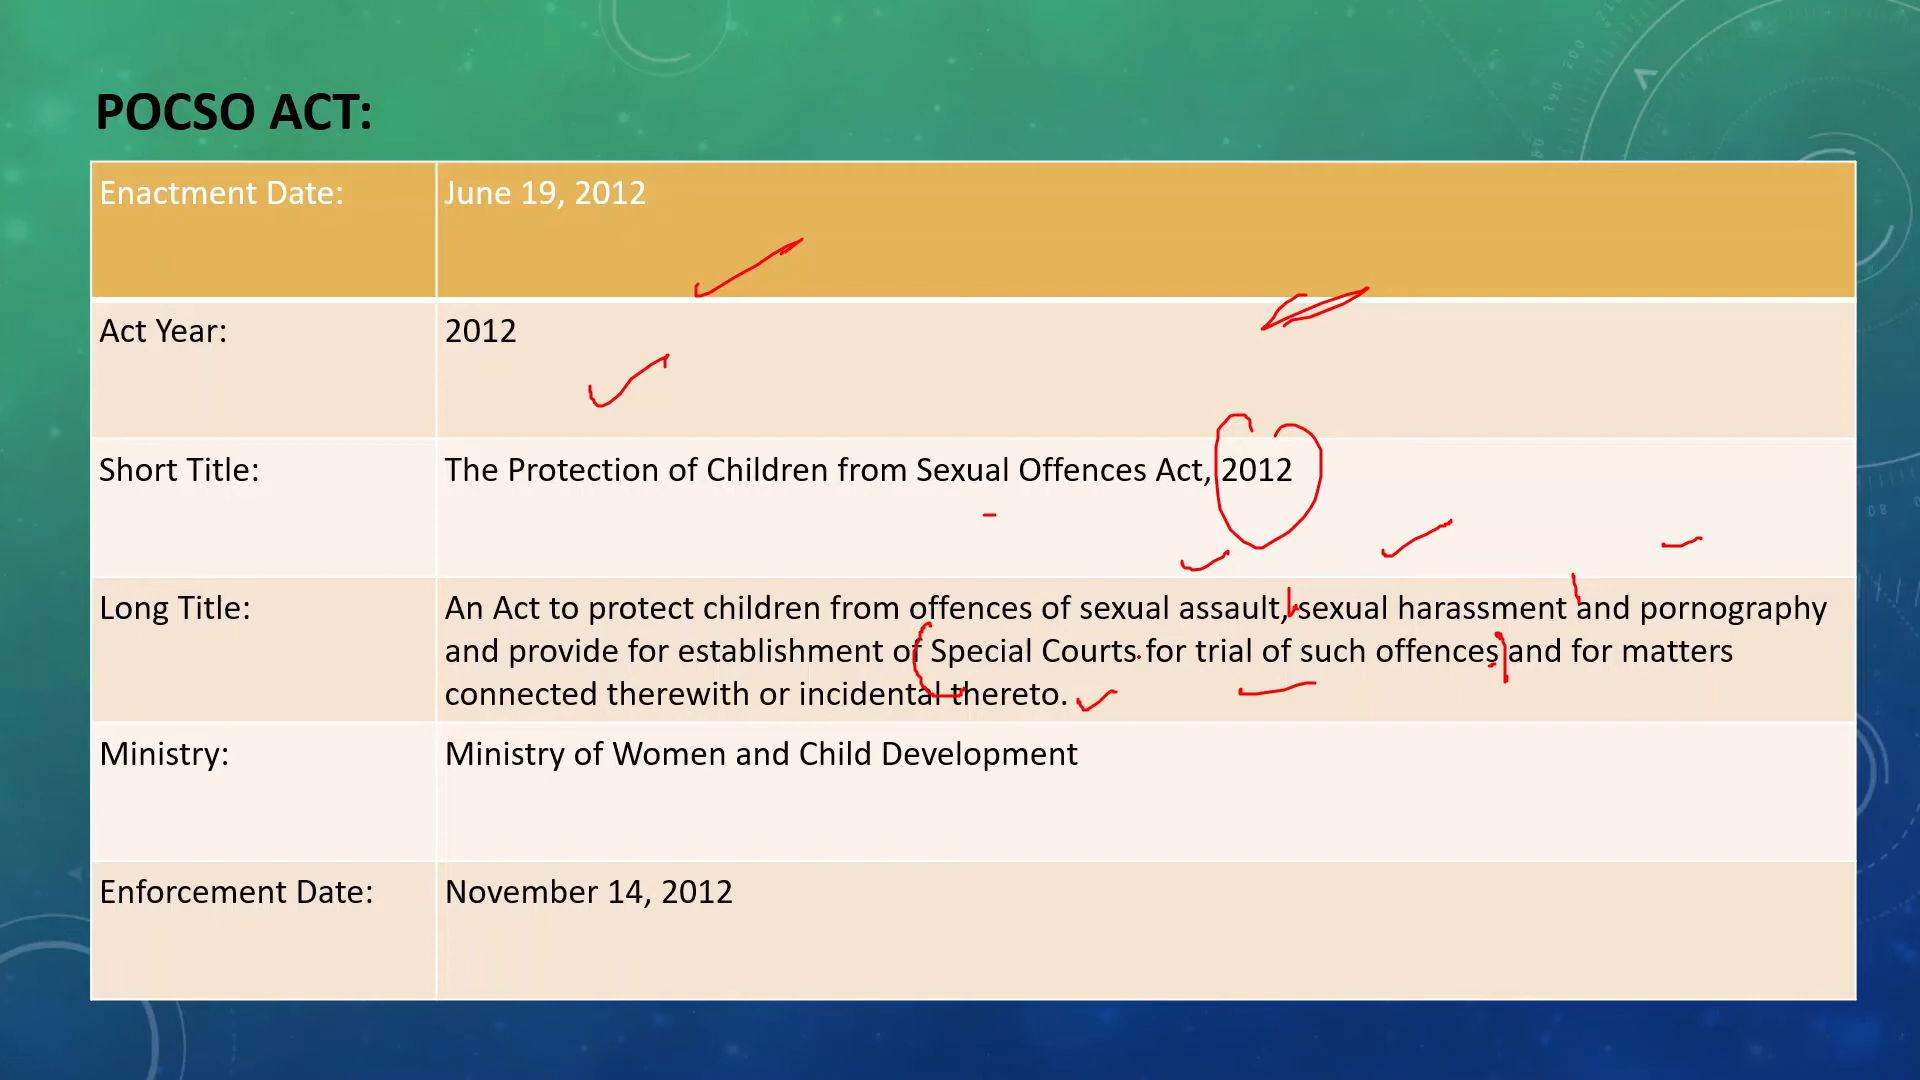 POCSO ACT:
Enactment Date: June 19, 2012
Act Year: 2012
Short Title: The Protection of Children from Sexual Offences Act, 2012
Long Title: An Act to protect children from offences of sexual assault, sexual harassment and pornography
and provide for establishment of Special Courts for trial of such offences and for matters
connected therewith or incidental thereto.
Ministry: Ministry of Women and Child Development
Enforcement Date: November 14, 2012